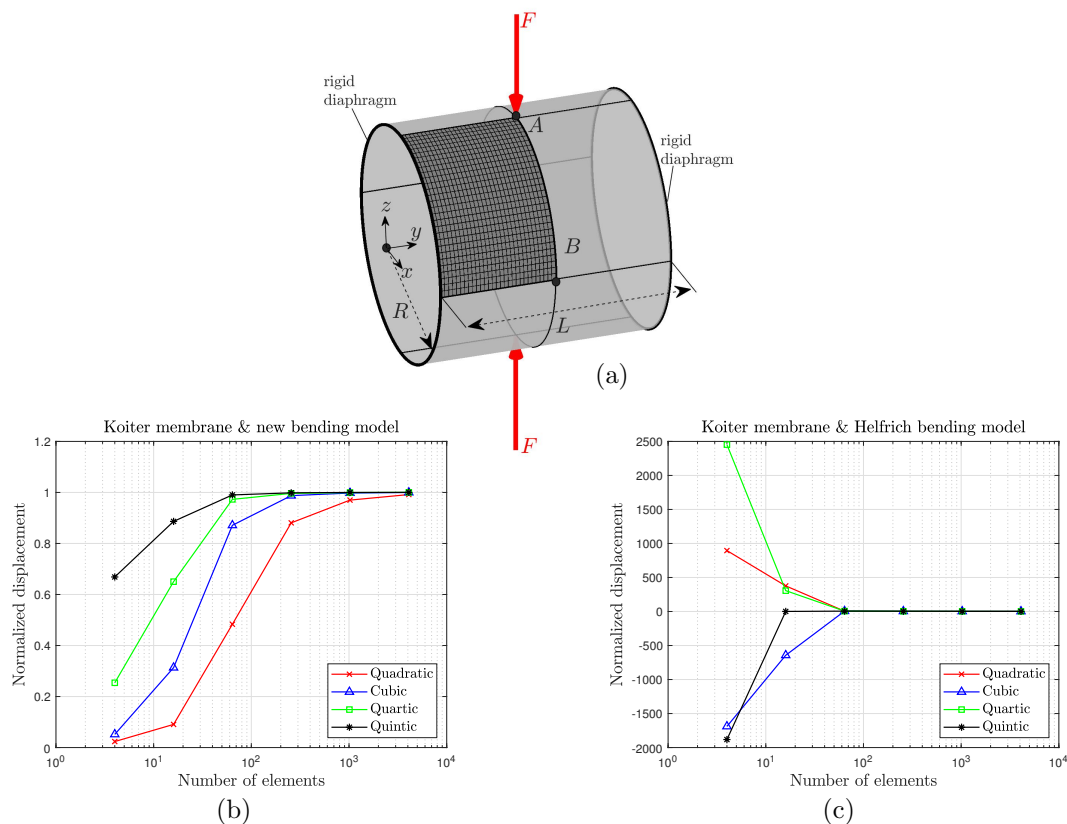 F
rigid
diaphragm
A
rigid
diaphragm
z
y
B
x
R
L
(a)
F
Koiter membrane & new bending model
Normalized displacement
1.2
1
0.8
0.6
0.4
0.2
0
10^0
10^1
10^2
10^3
10^4
Number of elements
Quadratic
Cubic
Quartic
Quintic
(b)
Koiter membrane & Helfrich bending model
Normalized displacement
2500
2000
1500
1000
500
0
-500
-1000
-1500
-2000
10^0
10^1
10^2
10^3
10^4
Number of elements
Quadratic
Cubic
Quartic
Quintic
(c)